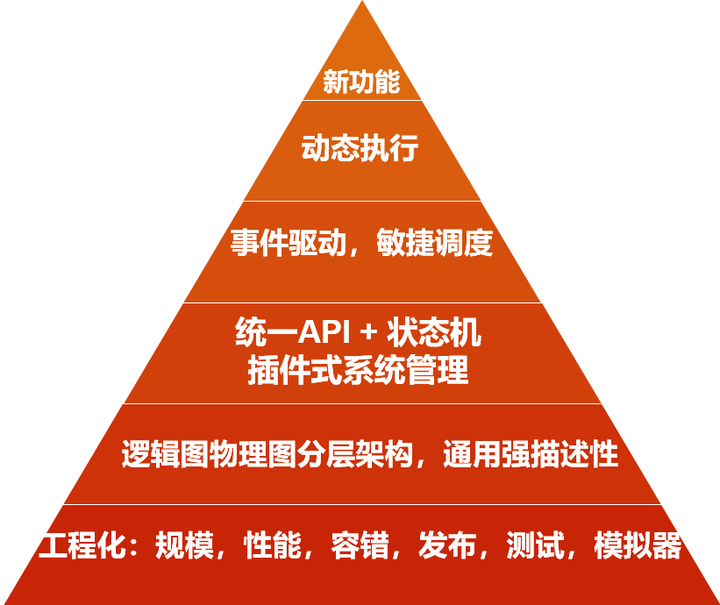 新功能
动态执行
事件驱动，敏捷调度
统一API + 状态机
插件式系统管理
逻辑图物理图分层架构，通用强描述性
工程化：规模，性能，容错，发布，测试，模拟器